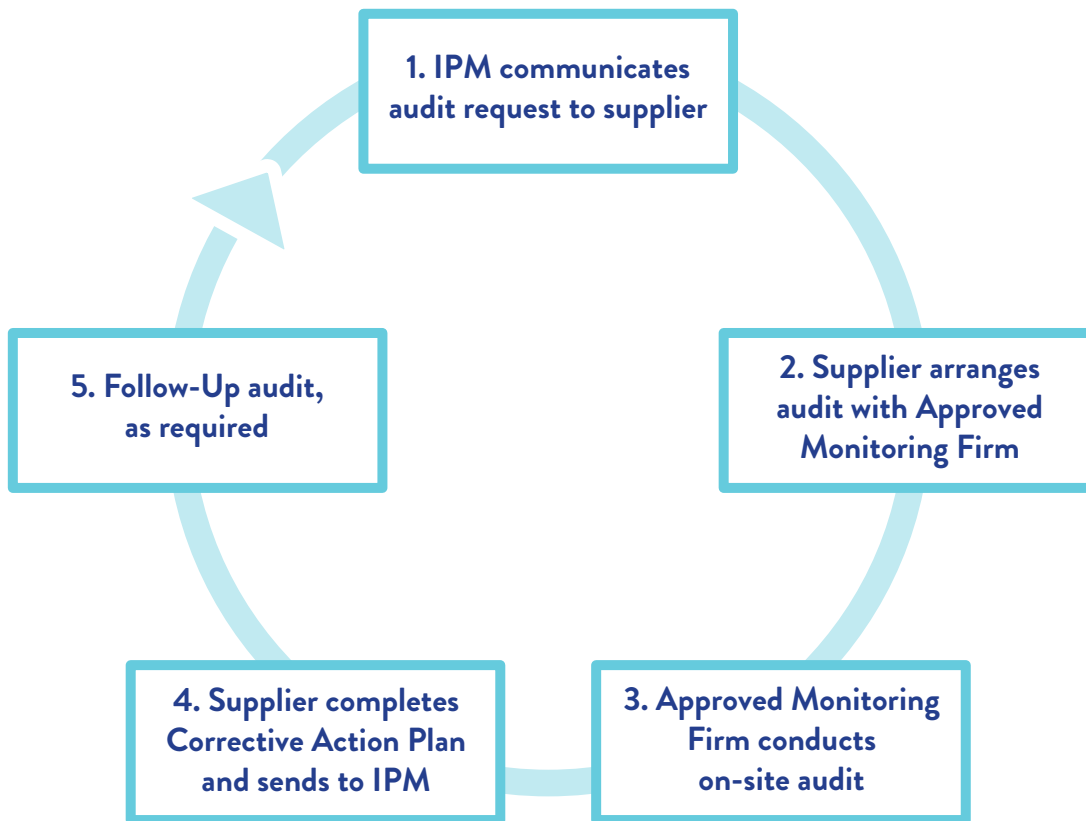 1. IPM communicates
audit request to supplier
2. Supplier arranges
audit with Approved
Monitoring Firm
3. Approved Monitoring
Firm conducts
on-site audit
4. Supplier completes
Corrective Action Plan
and sends to IPM
5. Follow-Up audit,
as required